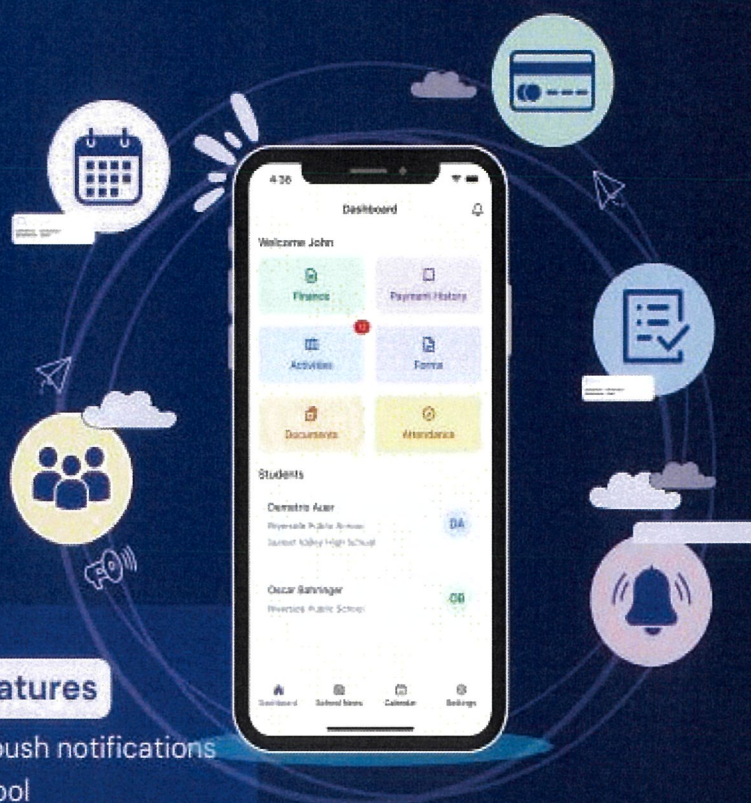 4:36
Dashboard
Welcome John
Finance
Payment History
Activities
Forms
Documents
Attendance
Students
Demetris Auer
Riverside Public School
Sunset Valley High School
DA
Oscar Bahringer
Riverside Public School
OB
Dashboard
School News
Calendar
Settings
atures
push notifications
ool